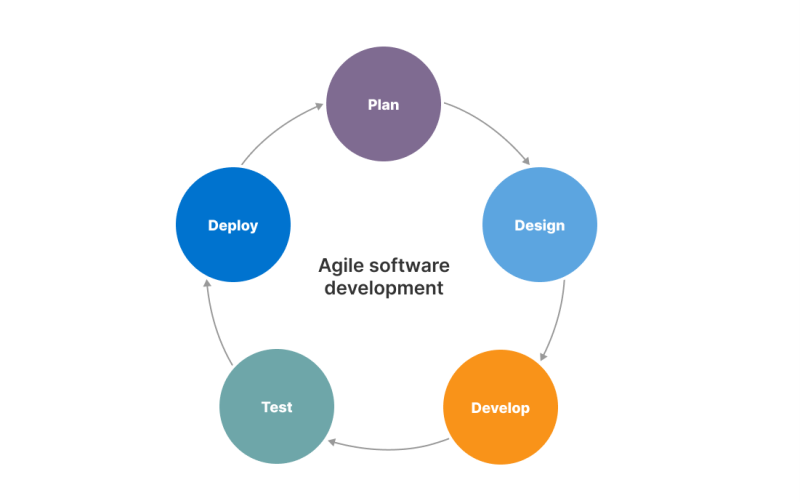 Plan
Deploy
Design
Agile software
development
Test
Develop